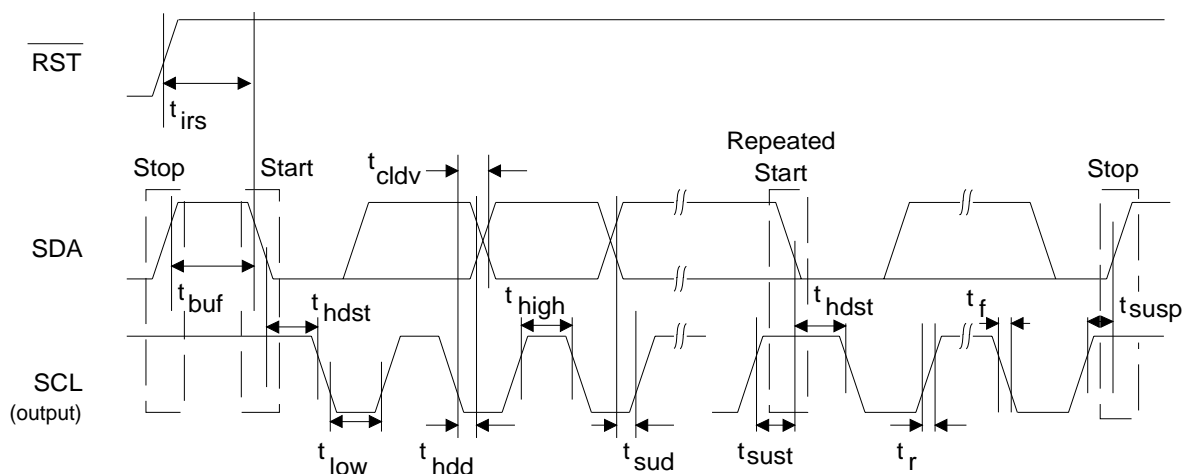 RST
t irs
Repeated
Stop
Start
t cldv
Start
Stop
SDA
t buf
t hdst
t high
t hdst
t f
t susp
SCL
(output)
t low
t hdd
t sud
t sust
t r